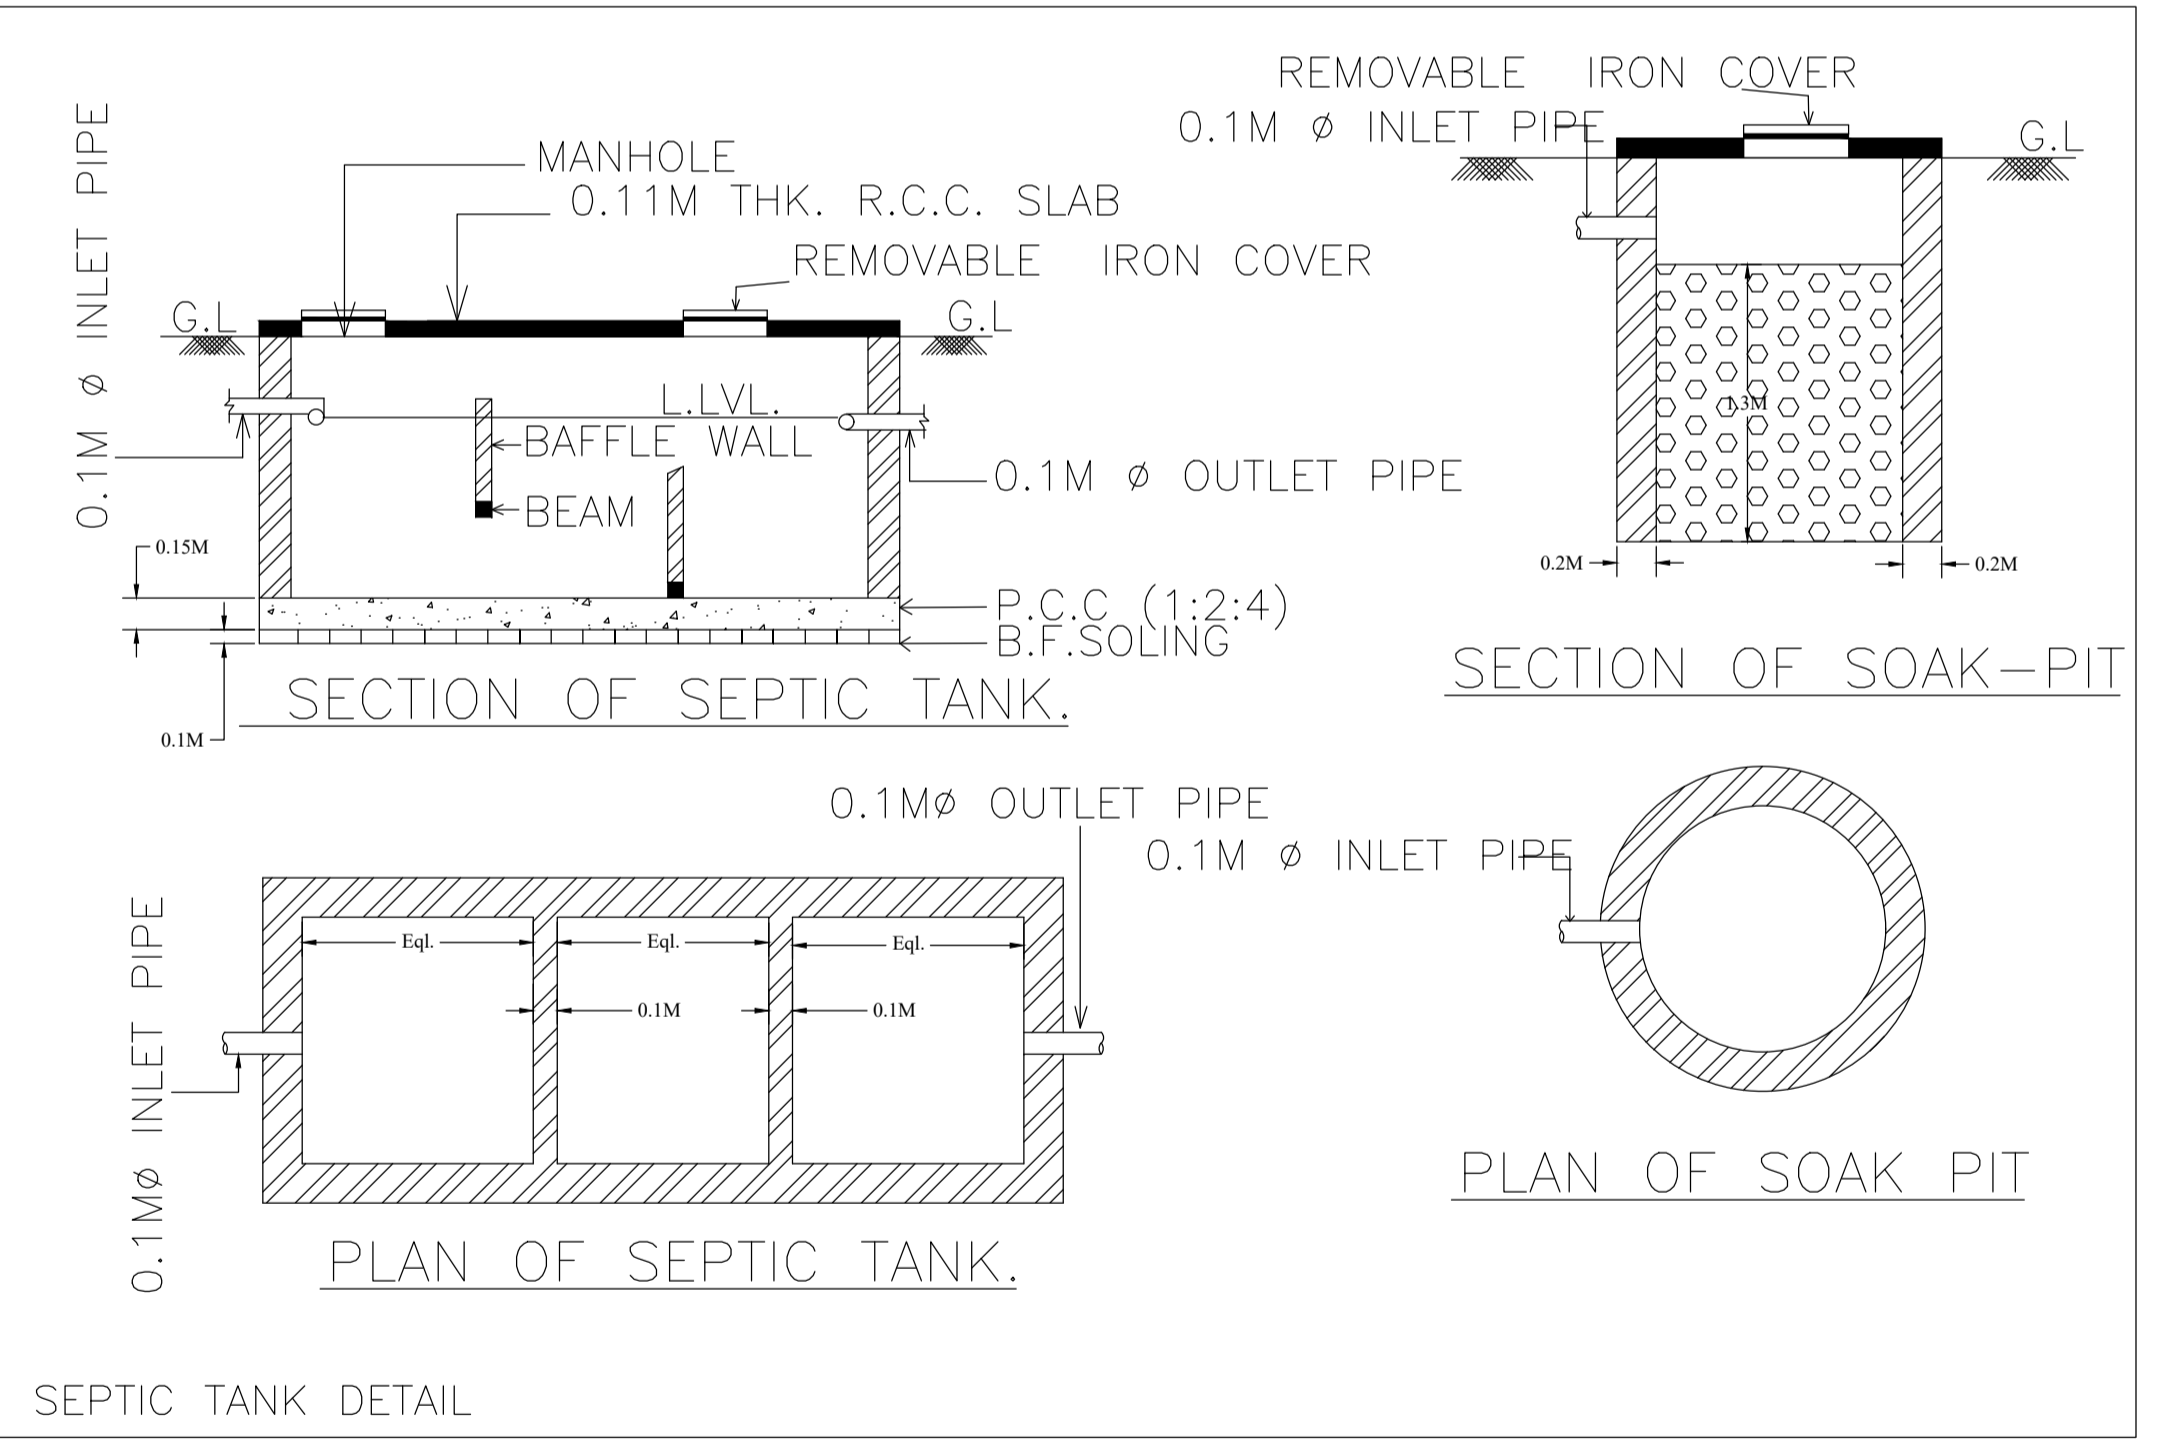 0.1M ø INLET PIPE
MANHOLE
0.11M THK. R.C.C. SLAB
REMOVABLE IRON COVER
G.L
G.L
L.LVL.
BAFFLE WALL
BEAM
0.1M ø OUTLET PIPE
0.15M
P.C.C (1:2:4)
B.F.SOLING
0.1M
SECTION OF SEPTIC TANK.
REMOVABLE IRON COVER
0.1M ø INLET PIPE
G.L
1.3M
0.2M
0.2M
SECTION OF SOAK-PIT
0.1Mø OUTLET PIPE
0.1Mø INLET PIPE
Eql.
Eql.
Eql.
0.1M
0.1M
PLAN OF SEPTIC TANK.
0.1M ø INLET PIPE
PLAN OF SOAK PIT
SEPTIC TANK DETAIL